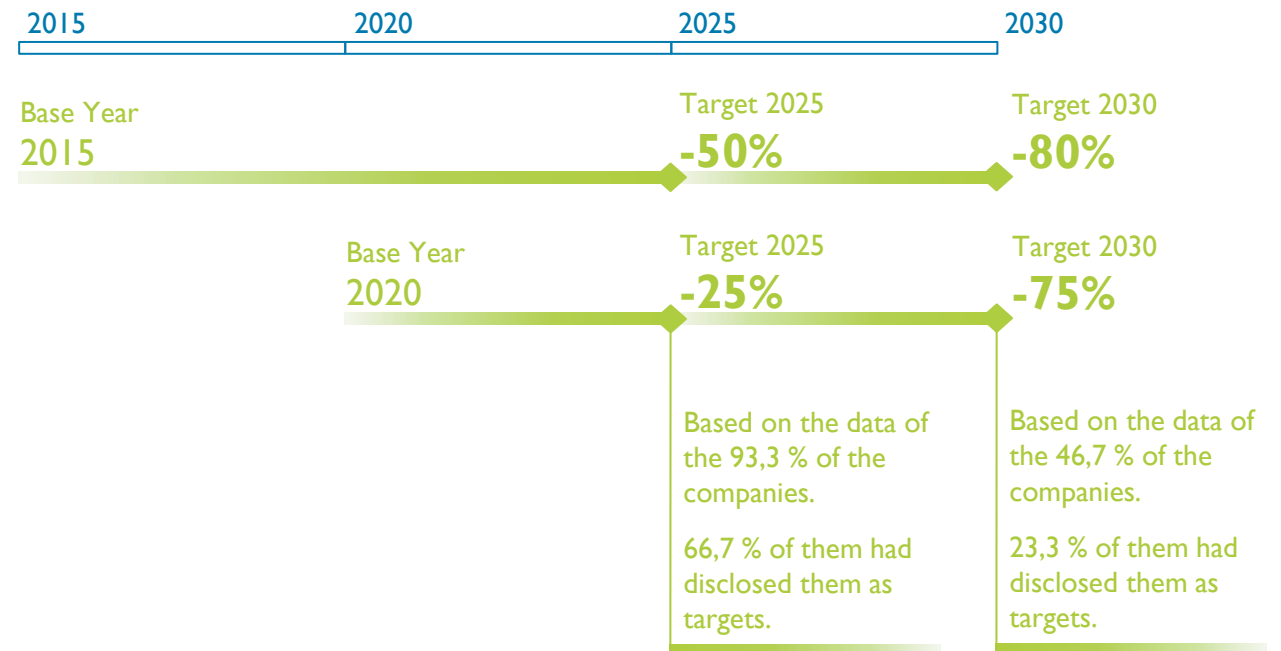 2015
2020
2025
2030
Base Year
2015
Target 2025
-50%
Target 2030
-80%
Base Year
2020
Target 2025
-25%
Target 2030
-75%
Based on the data of
the 93,3 % of the
companies.
66,7 % of them had
disclosed them as
targets.
Based on the data of
the 46,7 % of the
companies.
23,3 % of them had
disclosed them as
targets.